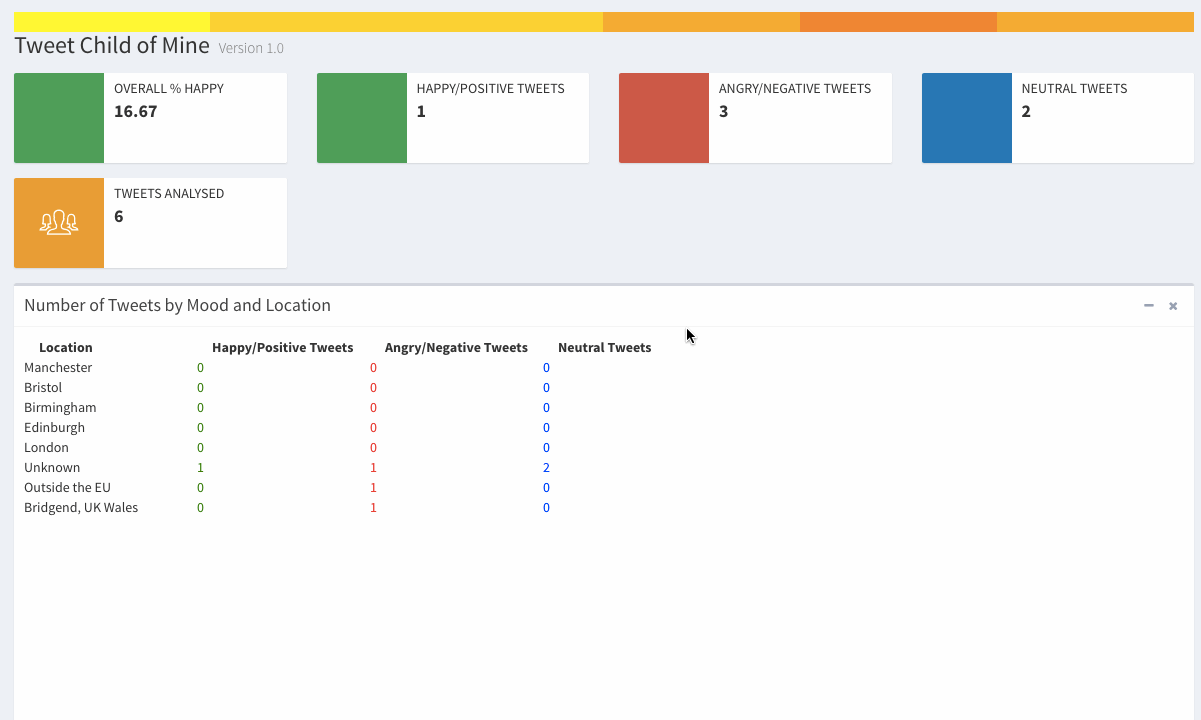 Tweet Child of Mine Version 1.0
OVERALL % HAPPY
16.67
HAPPY/POSITIVE TWEETS
1
ANGRY/NEGATIVE TWEETS
3
NEUTRAL TWEETS
2
TWEETS ANALYSED
6
Number of Tweets by Mood and Location
Location Happy/Positive Tweets Angry/Negative Tweets Neutral Tweets
Manchester 0 0 0
Bristol 0 0 0
Birmingham 0 0 0
Edinburgh 0 0 0
London 0 0 0
Unknown 1 1 2
Outside the EU 0 1 0
Bridgend, UK Wales 0 1 0